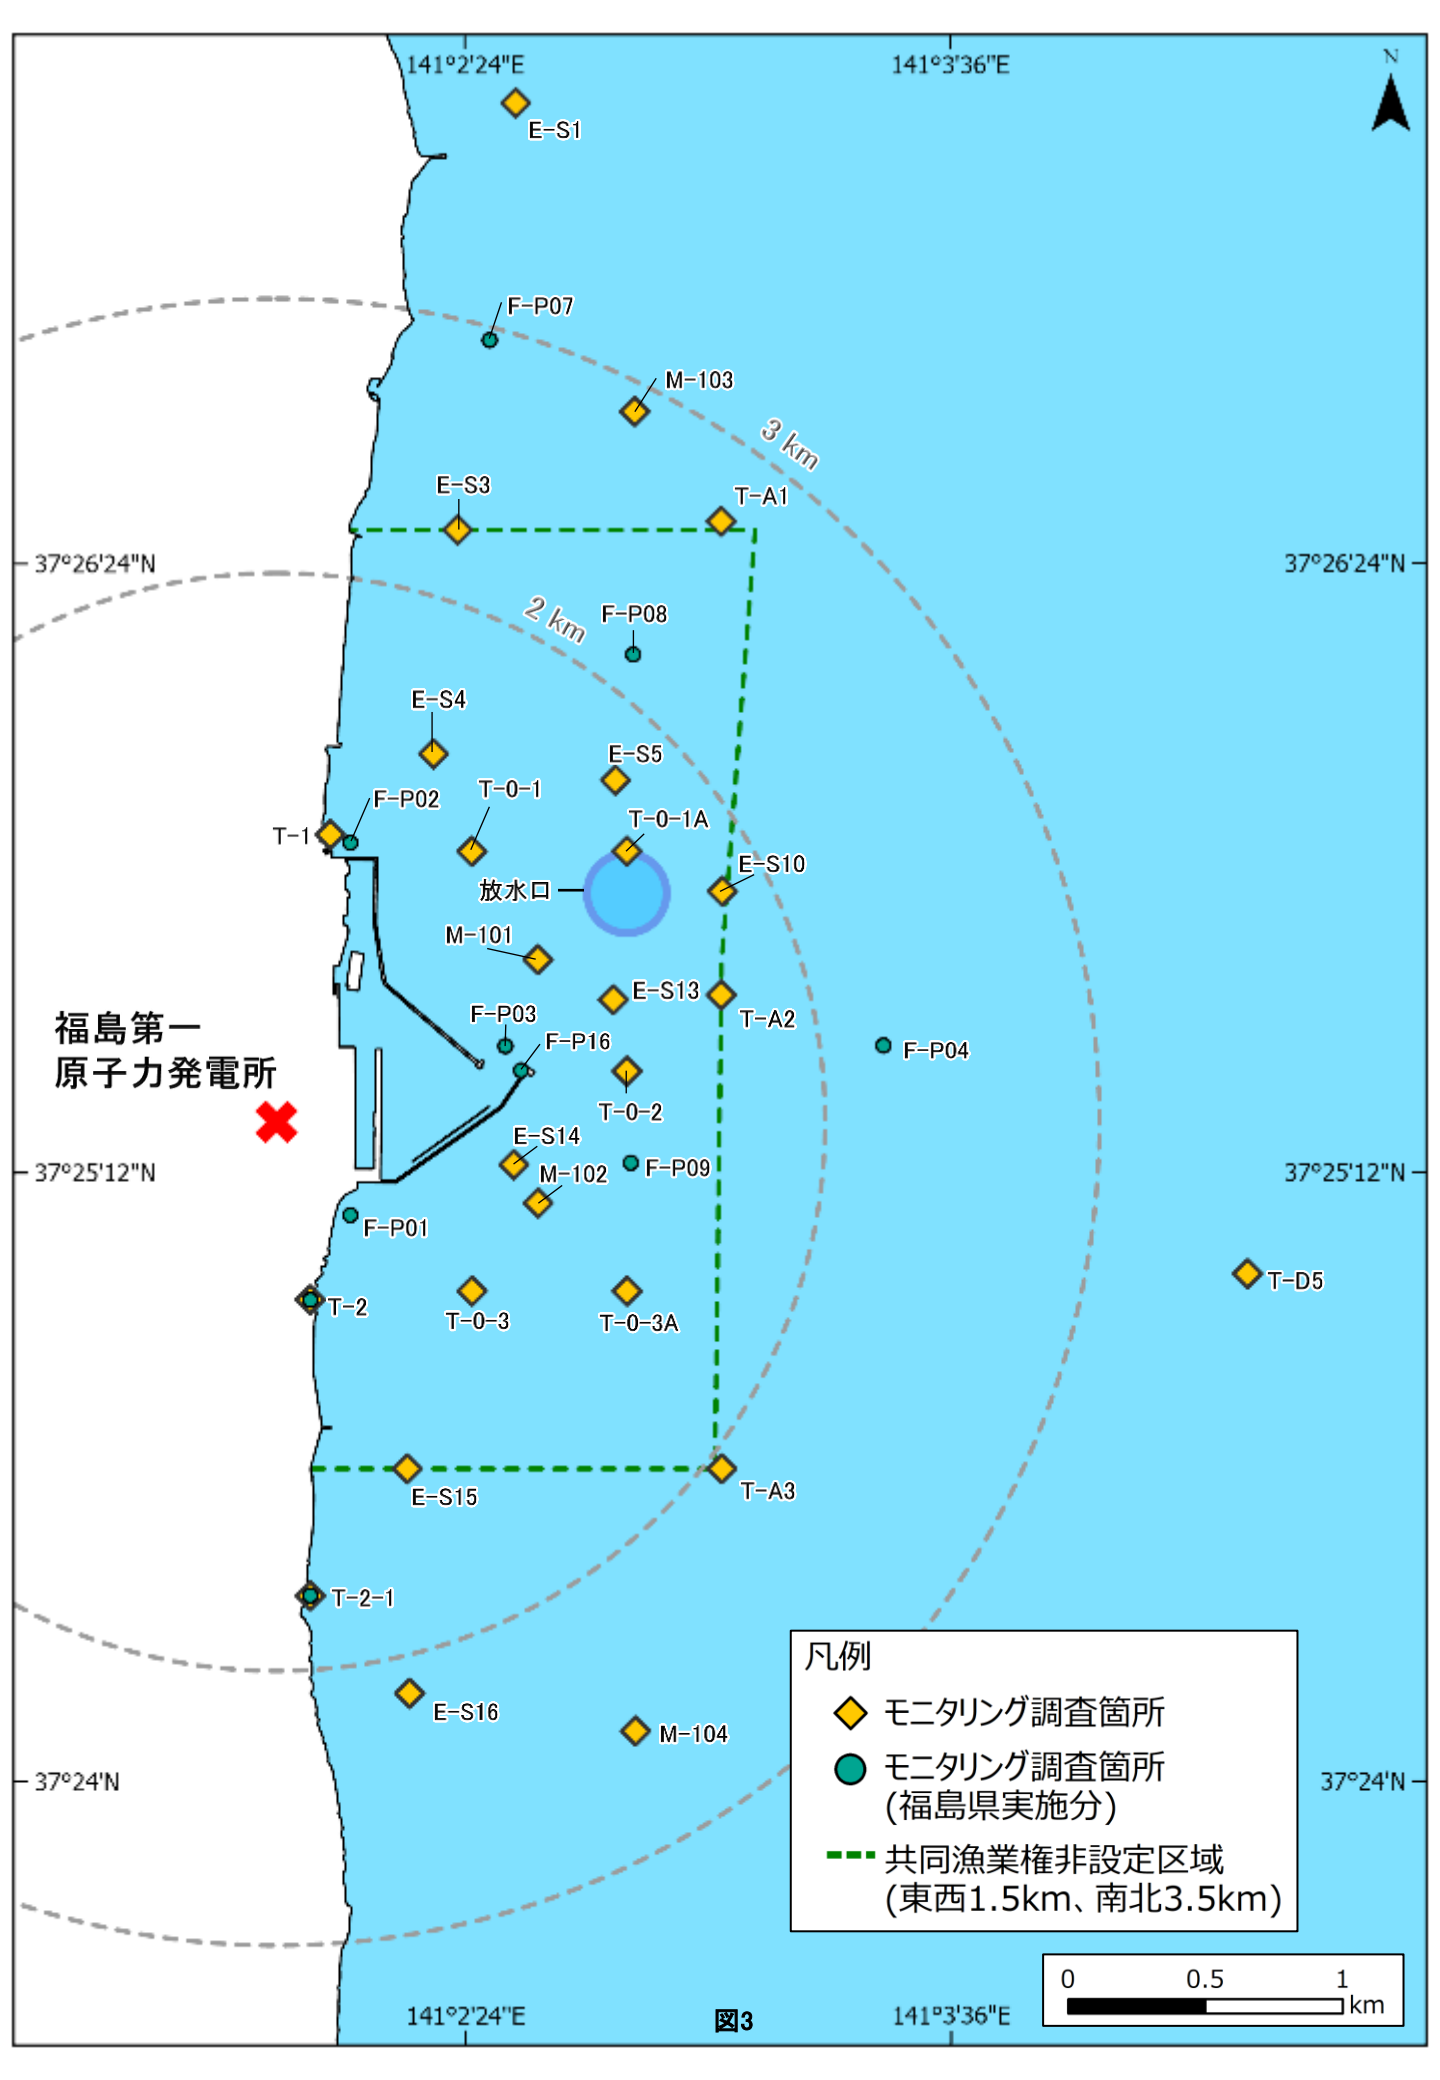 141°2'24"E
141°3'36"E
N
E-S1
F-P07
M-103
3 km
E-S3
T-A1
37°26'24"N
37°26'24"N
2 km
F-P08
E-S4
E-S5
T-0-1
F-P02
T-0-1A
T-1
E-S10
放水口
M-101
E-S13
F-P03
T-A2
福島第一
原子力発電所
F-P16
F-P04
T-0-2
E-S14
F-P09
M-102
37°25'12"N
37°25'12"N
F-P01
T-D5
T-2
T-0-3
T-0-3A
E-S15
T-A3
T-2-1
E-S16
M-104
凡例
モニタリング調査箇所
モニタリング調査箇所
(福島県実施分)
共同漁業権非設定区域
(東西1.5km、南北3.5km)
37°24'N
37°24'N
0 0.5 1
km
141°2'24"E
図3
141°3'36"E